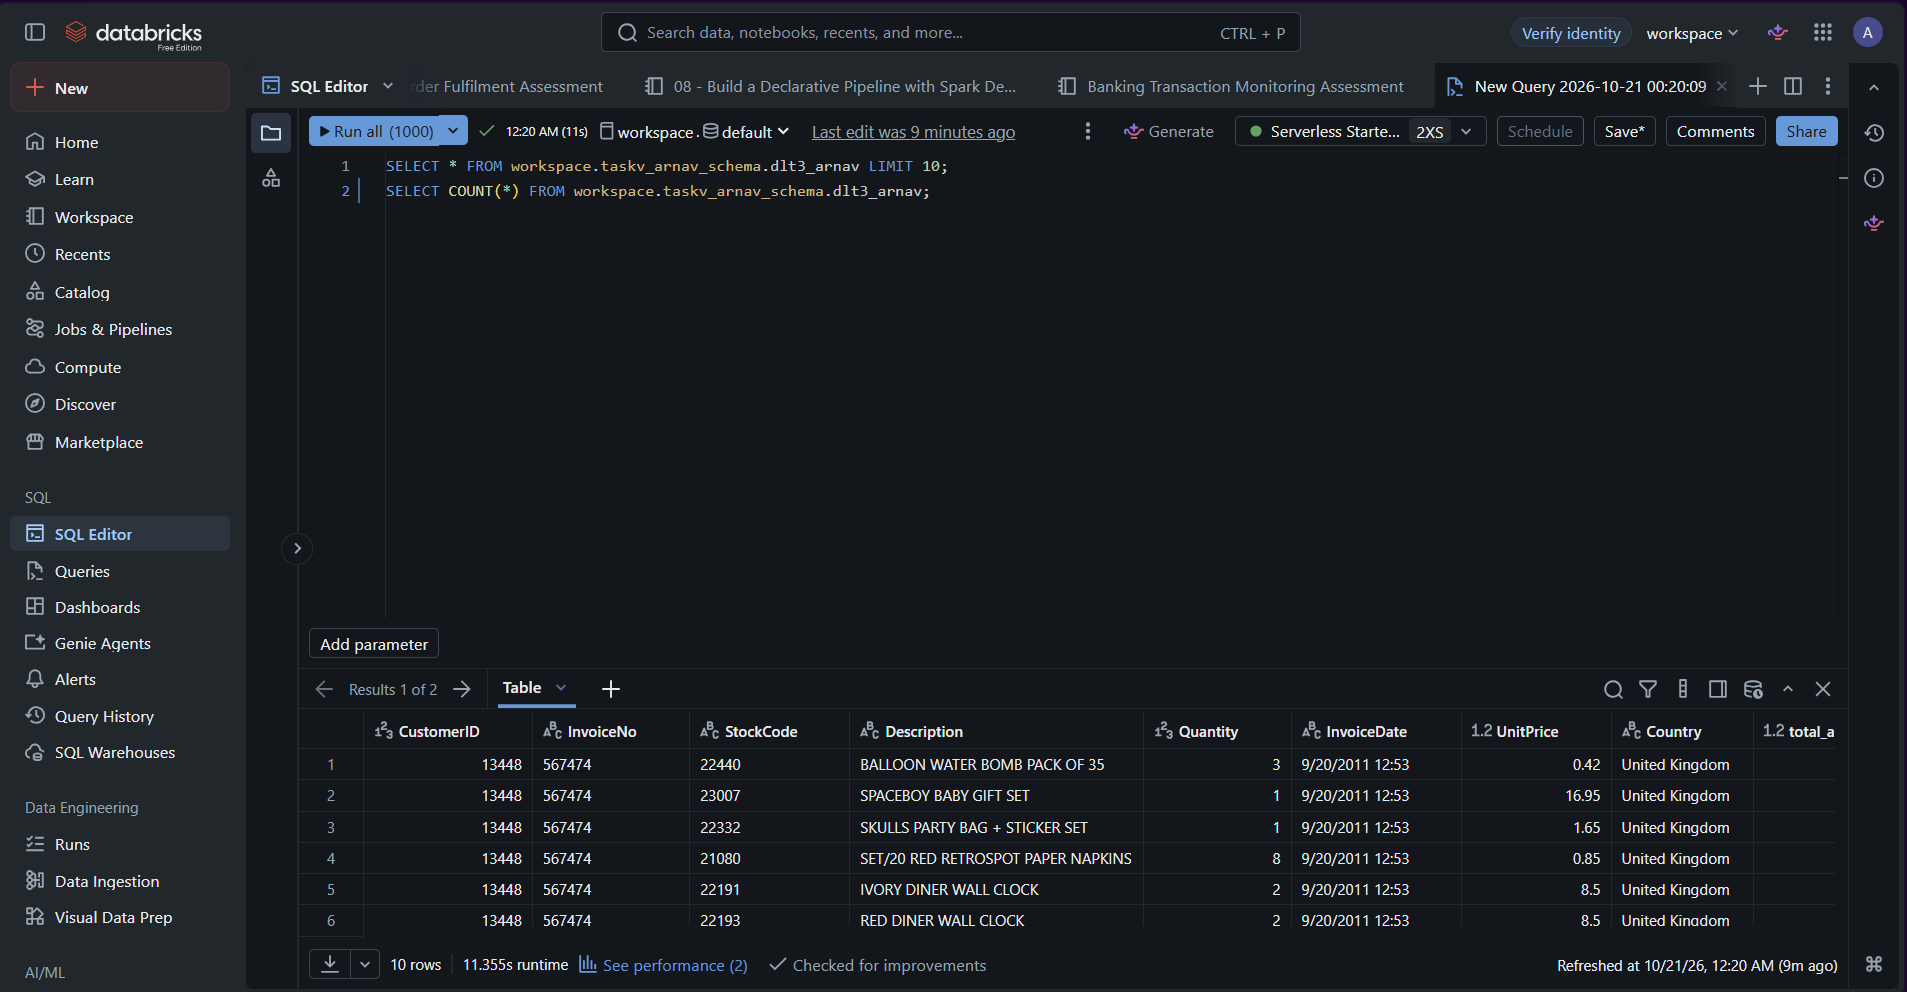 databricks
Free Edition
Search data, notebooks, recents, and more...
CTRL + P
Verify identity
workspace
A
New
Home
Learn
Workspace
Recents
Catalog
Jobs & Pipelines
Compute
Discover
Marketplace
SQL
SQL Editor
Queries
Dashboards
Genie Agents
Alerts
Query History
SQL Warehouses
Data Engineering
Runs
Data Ingestion
Visual Data Prep
AI/ML
SQL Editor
rder Fulfilment Assessment
08 - Build a Declarative Pipeline with Spark De...
Banking Transaction Monitoring Assessment
New Query 2026-10-21 00:20:09
Run all (1000)
12:20 AM (11s)
workspace . default
Last edit was 9 minutes ago
Generate
Serverless Starte... 2XS
Schedule
Save*
Comments
Share
1 SELECT * FROM workspace.taskv_arnav_schema.dlt3_arnav LIMIT 10;
2 SELECT COUNT(*) FROM workspace.taskv_arnav_schema.dlt3_arnav;
Add parameter
Results 1 of 2
Table
CustomerID InvoiceNo StockCode Description Quantity InvoiceDate 1.2 UnitPrice Country 1.2 total_a
1 13448 567474 22440 BALLOON WATER BOMB PACK OF 35 3 9/20/2011 12:53 0.42 United Kingdom
2 13448 567474 23007 SPACEBOY BABY GIFT SET 1 9/20/2011 12:53 16.95 United Kingdom
3 13448 567474 22332 SKULLS PARTY BAG + STICKER SET 1 9/20/2011 12:53 1.65 United Kingdom
4 13448 567474 21080 SET/20 RED RETROSPOT PAPER NAPKINS 8 9/20/2011 12:53 0.85 United Kingdom
5 13448 567474 22191 IVORY DINER WALL CLOCK 2 9/20/2011 12:53 8.5 United Kingdom
6 13448 567474 22193 RED DINER WALL CLOCK 2 9/20/2011 12:53 8.5 United Kingdom
10 rows
11.355s runtime
See performance (2)
Checked for improvements
Refreshed at 10/21/26, 12:20 AM (9m ago)